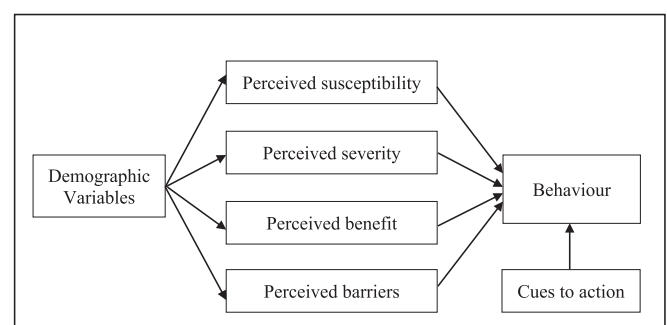 Perceived susceptibility
Perceived severity
Demographic
Variables
Behaviour
Perceived benefit
Perceived barriers
Cues to action